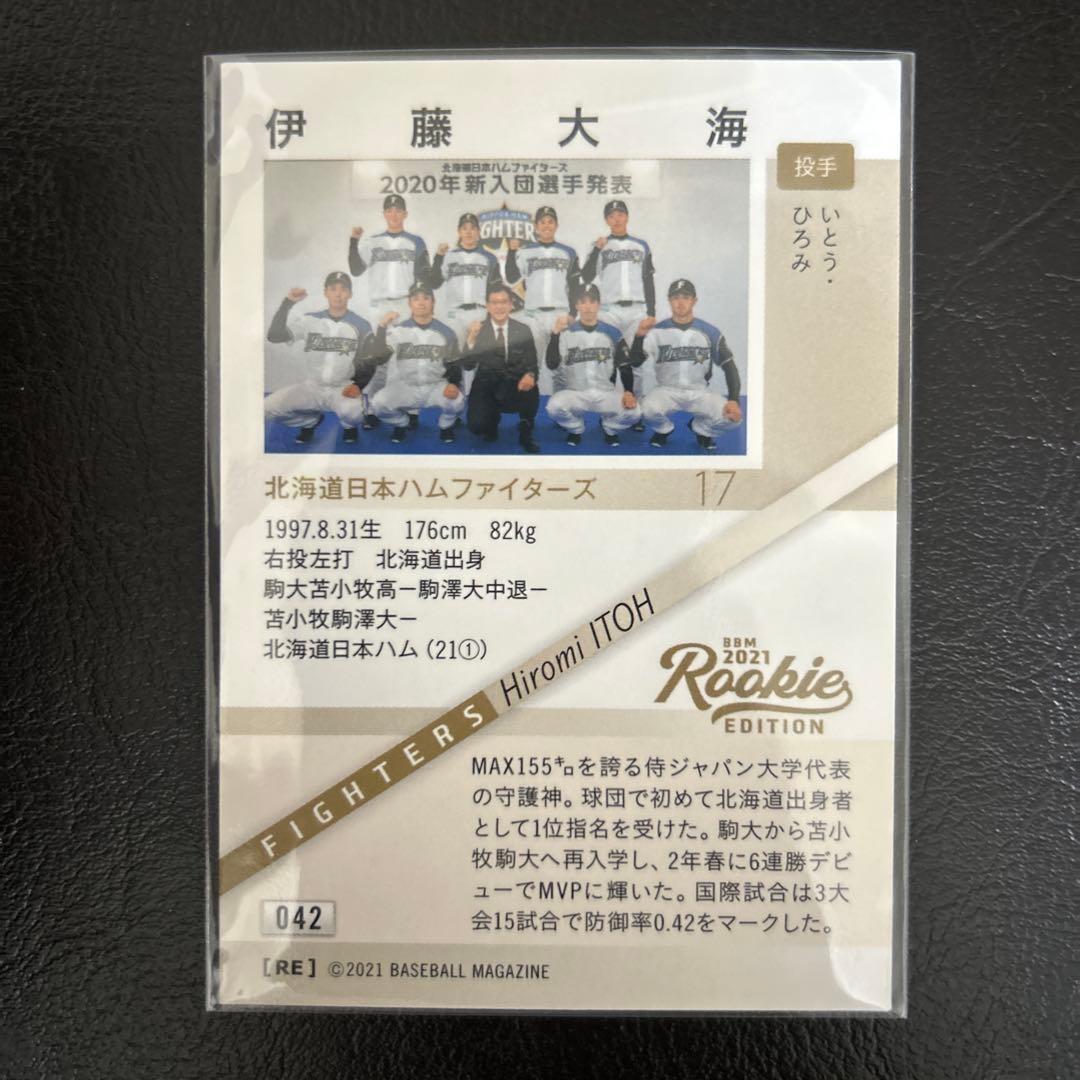 伊藤大海
投手
いとう・
ひろみ
北海道日本ハムファイターズ
2020年新入団選手発表
北海道日本ハムファイターズ 17
1997.8.31生 176cm 82kg
右投左打 北海道出身
駒大苫小牧高ー駒澤大中退ー
苫小牧駒澤大ー
北海道日本ハム(21①)
FIGHTERS Hiromi ITOH
BBM
2021
Rookie
EDITION
MAX155㌔を誇る侍ジャパン大学代表
の守護神。球団で初めて北海道出身者
として1位指名を受けた。駒大から苫小
牧駒大へ再入学し、2年春に6連勝デビ
ューでMVPに輝いた。国際試合は3大
会15試合で防御率0.42をマークした。
042
[RE] ©2021 BASEBALL MAGAZINE